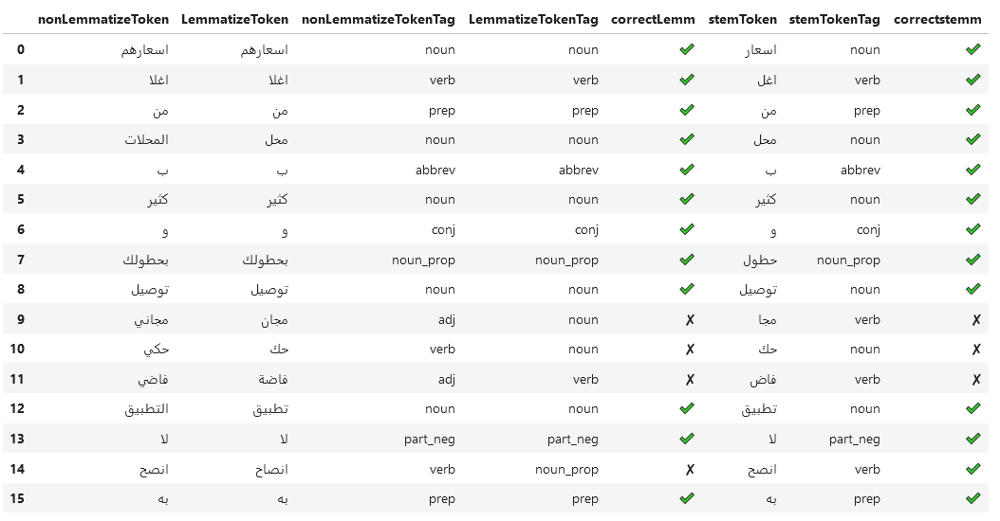 nonLemmatizeToken LemmatizeToken nonLemmatizeTokenTag LemmatizeTokenTag correctLemm stemToken stemTokenTag correctstemm
0 اسعارهم اسعارهم noun noun ✔ اسعار noun ✔
1 اغلا اغلا verb verb ✔ اغل verb ✔
2 من من prep prep ✔ من prep ✔
3 المحلات محل noun noun ✔ محل noun ✔
4 ب ب abbrev abbrev ✔ ب abbrev ✔
5 كثير كثير noun noun ✔ كثير noun ✔
6 و و conj conj ✔ و conj ✔
7 بحطولك بحطولك noun_prop noun_prop ✔ حطول noun_prop ✔
8 توصيل توصيل noun noun ✔ توصيل noun ✔
9 مجاني مجان adj noun ✗ مجا verb ✗
10 حكي حك verb noun ✗ حك noun ✗
11 فاضي فاضة adj verb ✗ فاض verb ✗
12 التطبيق تطبيق noun noun ✔ تطبيق noun ✔
13 لا لا part_neg part_neg ✔ لا part_neg ✔
14 انصح انصاح verb noun_prop ✗ انصح verb ✔
15 به به prep prep ✔ به prep ✔